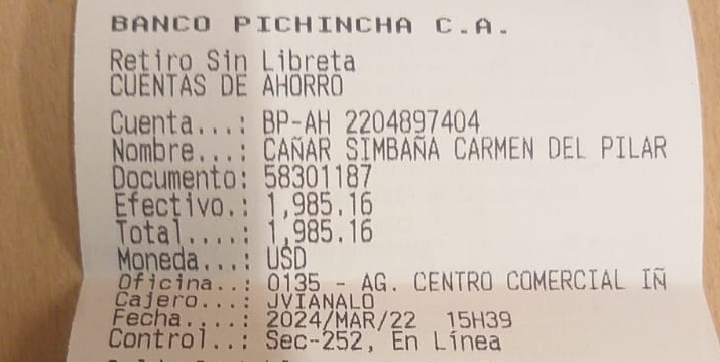 BANCO PICHINCHA C.A.
Retiro Sin Libreta
CUENTAS DE AHORRO
Cuenta...: BP-AH 2204897404
Nombre...: CAÑAR SIMBAÑA CARMEN DEL PILAR
Documento: 58301187
Efectivo.: 1,985.16
Total....: 1,985.16
Moneda...: USD
Oficina..: 0135 - AG. CENTRO COMERCIAL IÑ
Cajero...: JVIANALO
Fecha....: 2024/MAR/22 15H39
Control..: Sec-252, En Línea